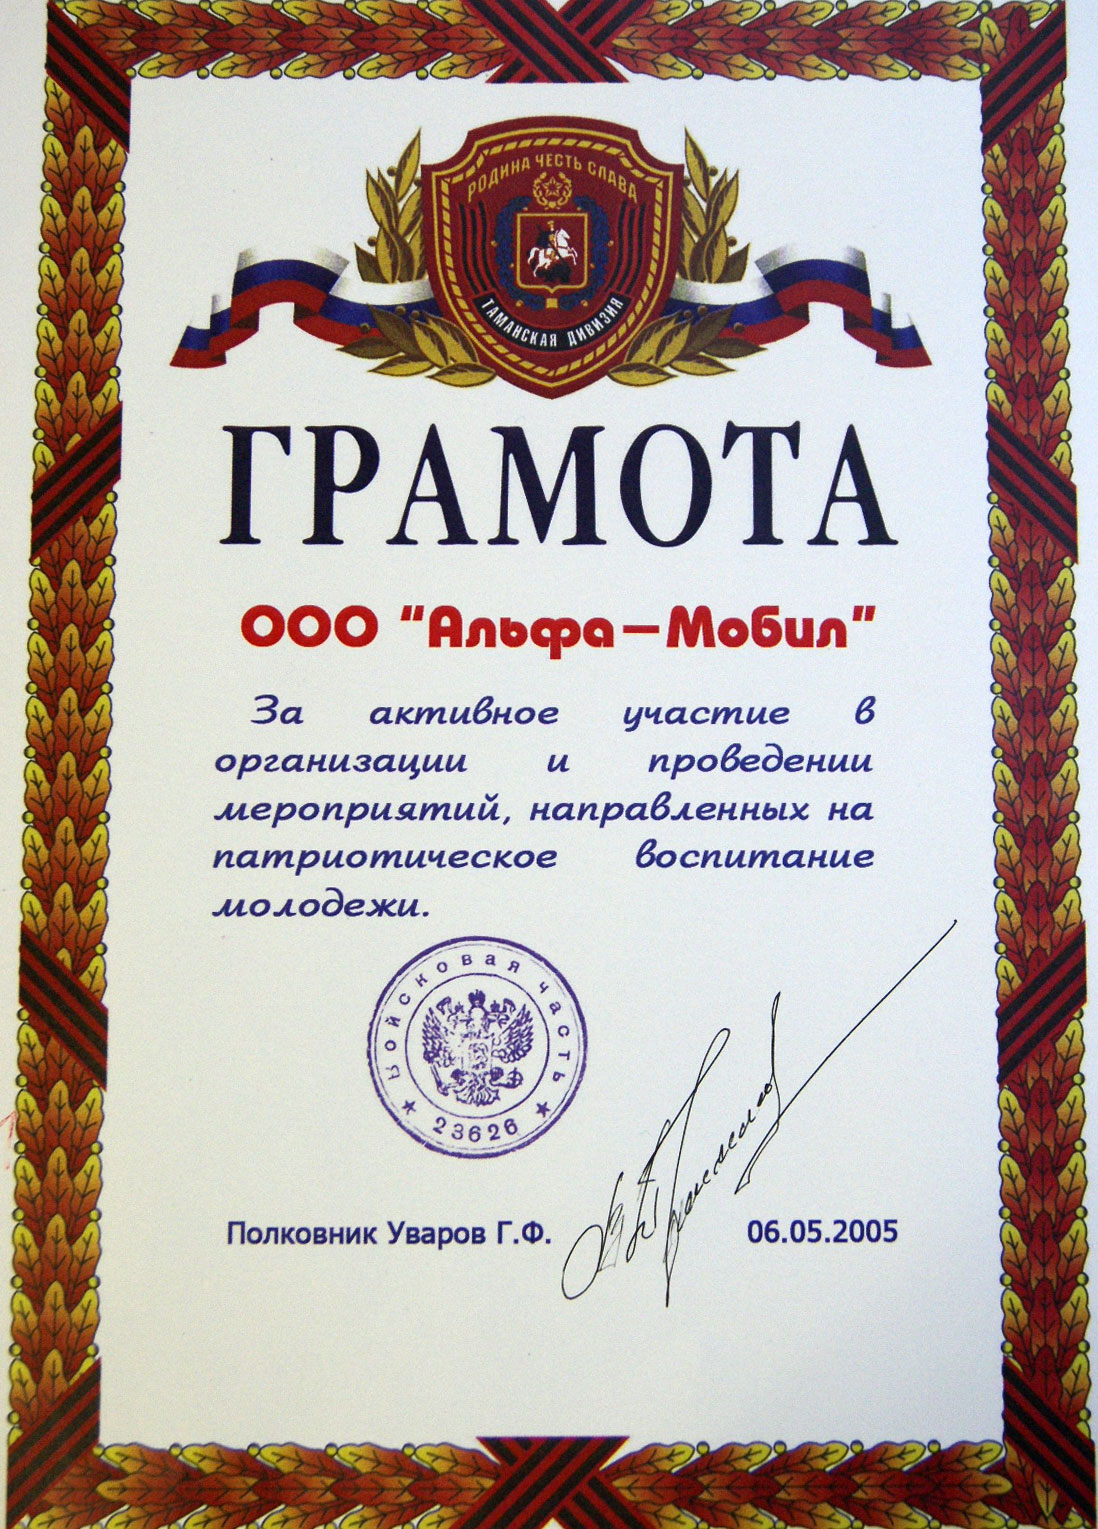 РОДИНА ЧЕСТЬ СЛАВА
ТАМАНСКАЯ ДИВИЗИЯ
ГРАМОТА
ООО "Альфа-Мобил"
За активное участие в
организации и проведении
мероприятий, направленных на
патриотическое воспитание
молодежи.
Войсковая часть
★ 23626 ★
Полковник Уваров Г.Ф.
06.05.2005